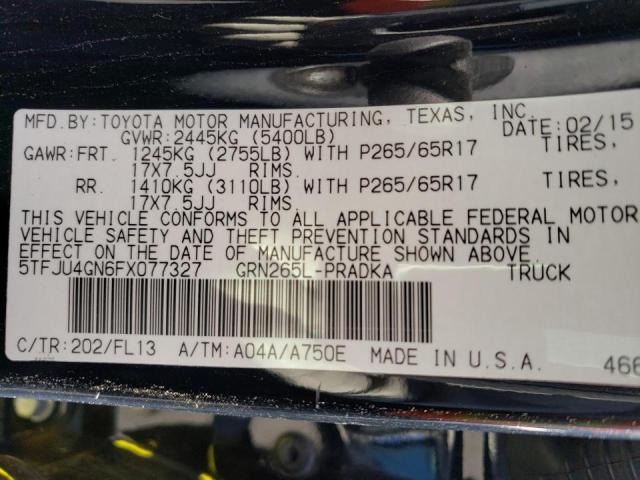 MFD.BY:TOYOTA MOTOR MANUFACTURING, TEXAS, INC.
GVWR:2445KG (5400LB) DATE:02/15
GAWR:FRT. 1245KG (2755LB) WITH P265/65R17 TIRES,
17X7.5JJ RIMS.
RR. 1410KG (3110LB) WITH P265/65R17 TIRES,
17X7.5JJ RIMS.
THIS VEHICLE CONFORMS TO ALL APPLICABLE FEDERAL MOTOR
VEHICLE SAFETY AND THEFT PREVENTION STANDARDS IN
EFFECT ON THE DATE OF MANUFACTURE SHOWN ABOVE.
5TFJU4GN6FX077327 GRN265L-PRADKA TRUCK
C/TR:202/FL13 A/TM:A04A/A750E MADE IN U.S.A. 466